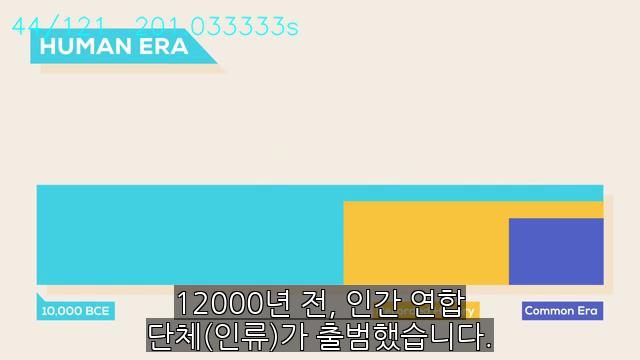 44/121 201.033333s
HUMAN ERA
10,000 BCE
Common Era
12000년 전, 인간 연합
단체(인류)가 출범했습니다.